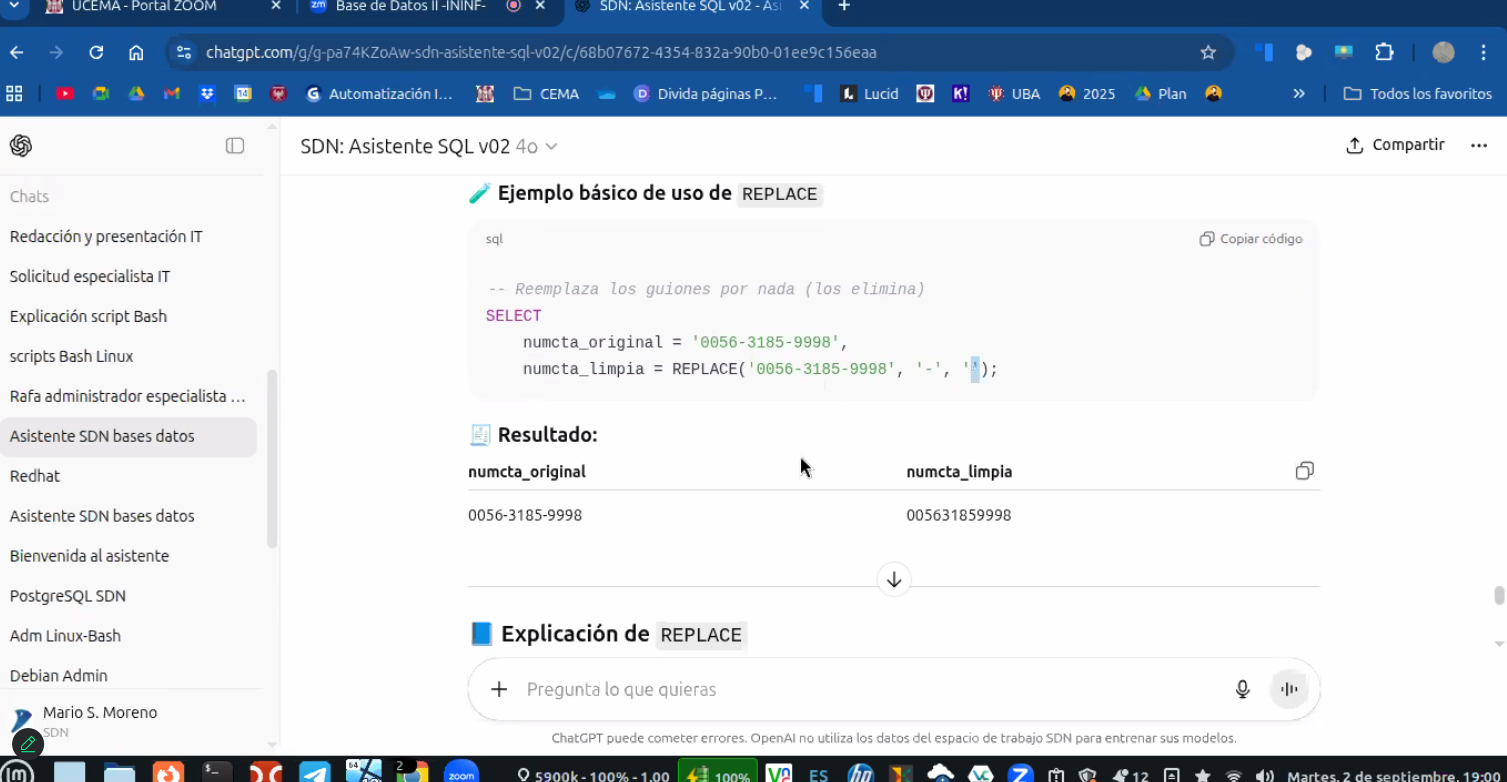 UCEMA - Portal ZOOM
zm Base de Datos II -ININF-
SDN: Asistente SQL v02 - Asi
chatgpt.com/g/g-pa74KZoAw-sdn-asistente-sql-v02/c/68b07672-4354-832a-90b0-01ee9c156eaa
Automatización I... CEMA Divida páginas P... Lucid K! UBA 2025 Plan » Todos los favoritos
SDN: Asistente SQL v02 4o
Compartir
Chats
Redacción y presentación IT
Solicitud especialista IT
Explicación script Bash
scripts Bash Linux
Rafa administrador especialista ...
Asistente SDN bases datos
Redhat
Asistente SDN bases datos
Bienvenida al asistente
PostgreSQL SDN
Adm Linux-Bash
Debian Admin
Mario S. Moreno
SDN
Ejemplo básico de uso de REPLACE
sql
Copiar código
-- Reemplaza los guiones por nada (los elimina)
SELECT
numcta_original = '0056-3185-9998',
numcta_limpia = REPLACE('0056-3185-9998', '-', '');
Resultado:
numcta_original numcta_limpia
0056-3185-9998 005631859998
Explicación de REPLACE
Pregunta lo que quieras
ChatGPT puede cometer errores. OpenAI no utiliza los datos del espacio de trabajo SDN para entrenar sus modelos.
zoom 5900k - 100% - 1.00 100% ES hp 12 Martes, 2 de septiembre, 19:00